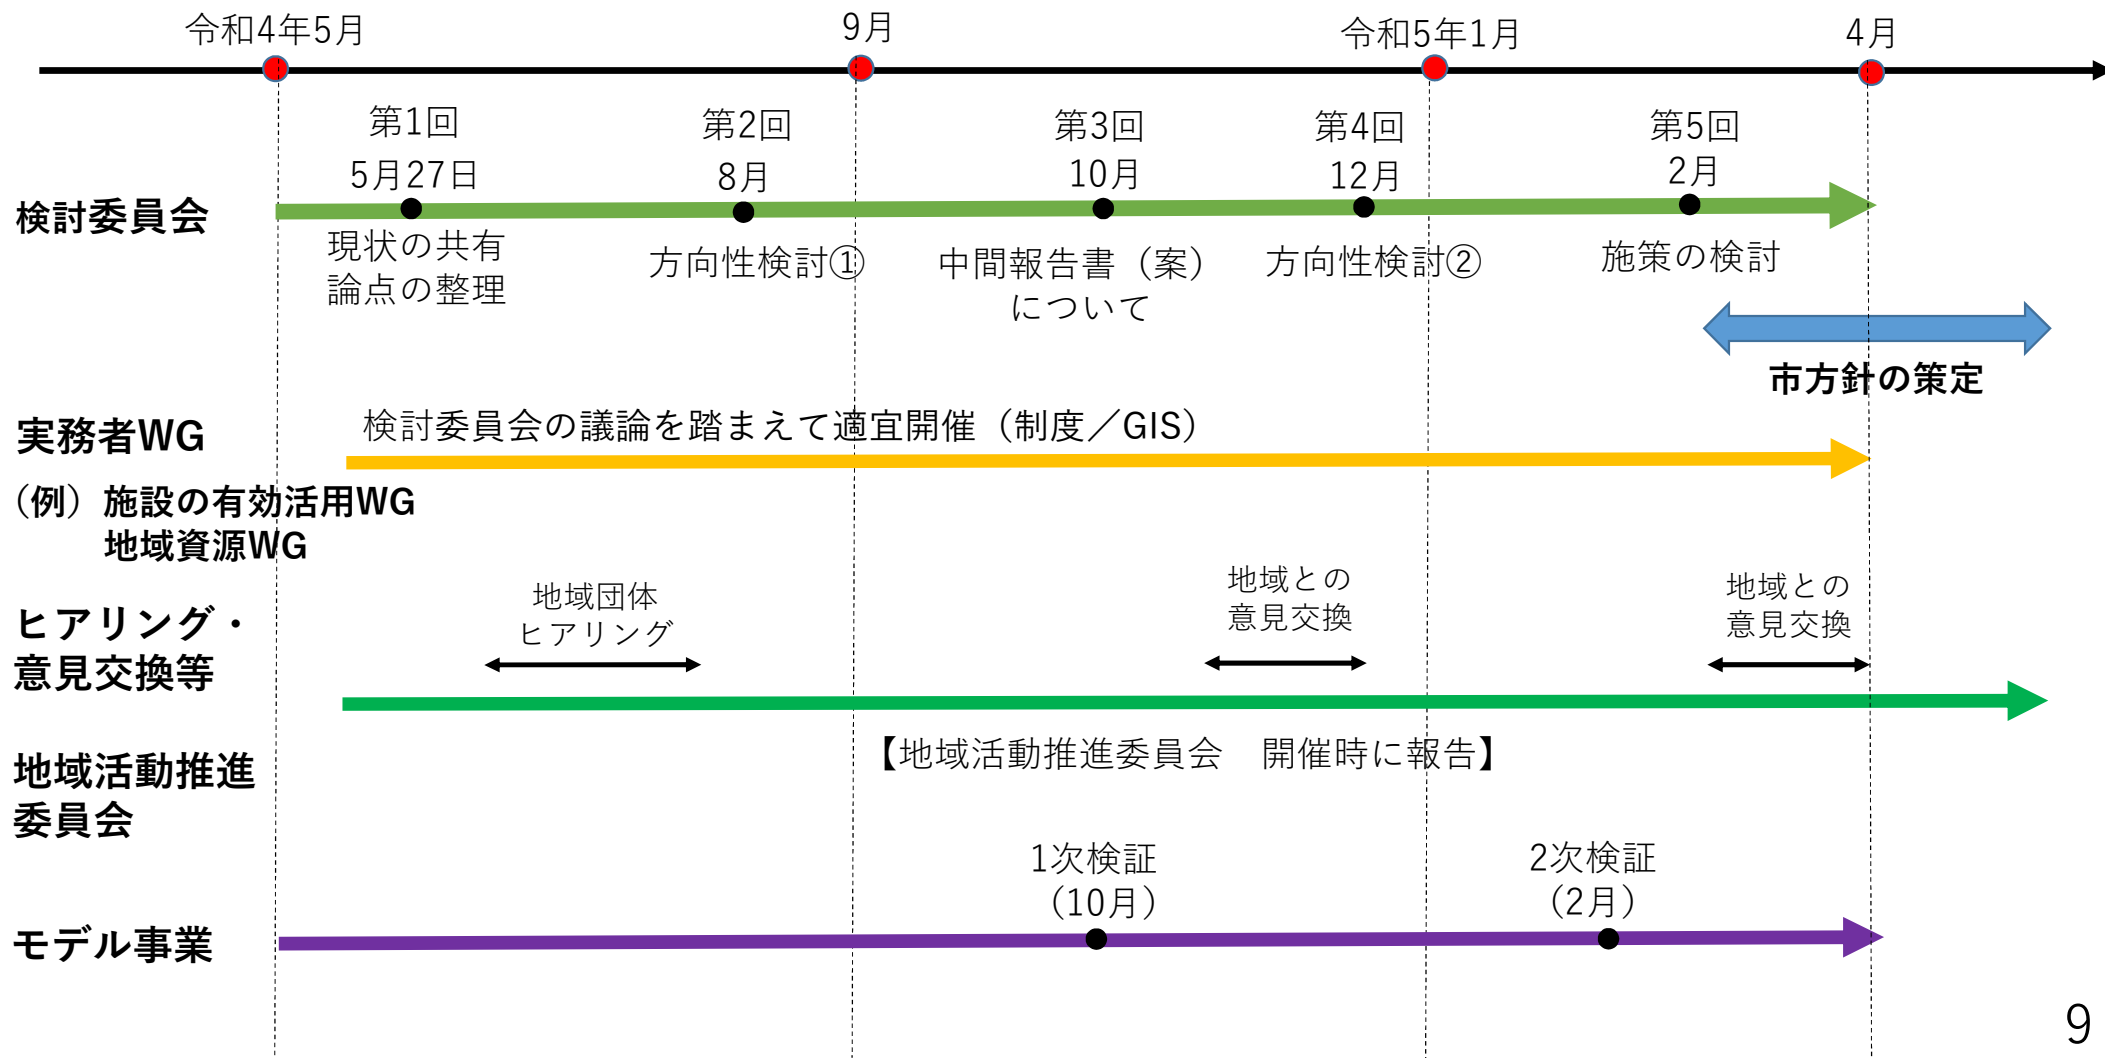 令和4年5月
9月
令和5年1月
4月
第1回
5月27日
第2回
8月
第3回
10月
第4回
12月
第5回
2月
検討委員会
現状の共有
論点の整理
方向性検討①
中間報告書（案）
について
方向性検討②
施策の検討
市方針の策定
実務者WG
検討委員会の議論を踏まえて適宜開催（制度／GIS）
（例）施設の有効活用WG
地域資源WG
ヒアリング・
意見交換等
地域団体
ヒアリング
地域との
意見交換
地域との
意見交換
地域活動推進
委員会
【地域活動推進委員会　開催時に報告】
モデル事業
1次検証
（10月）
2次検証
（2月）
9